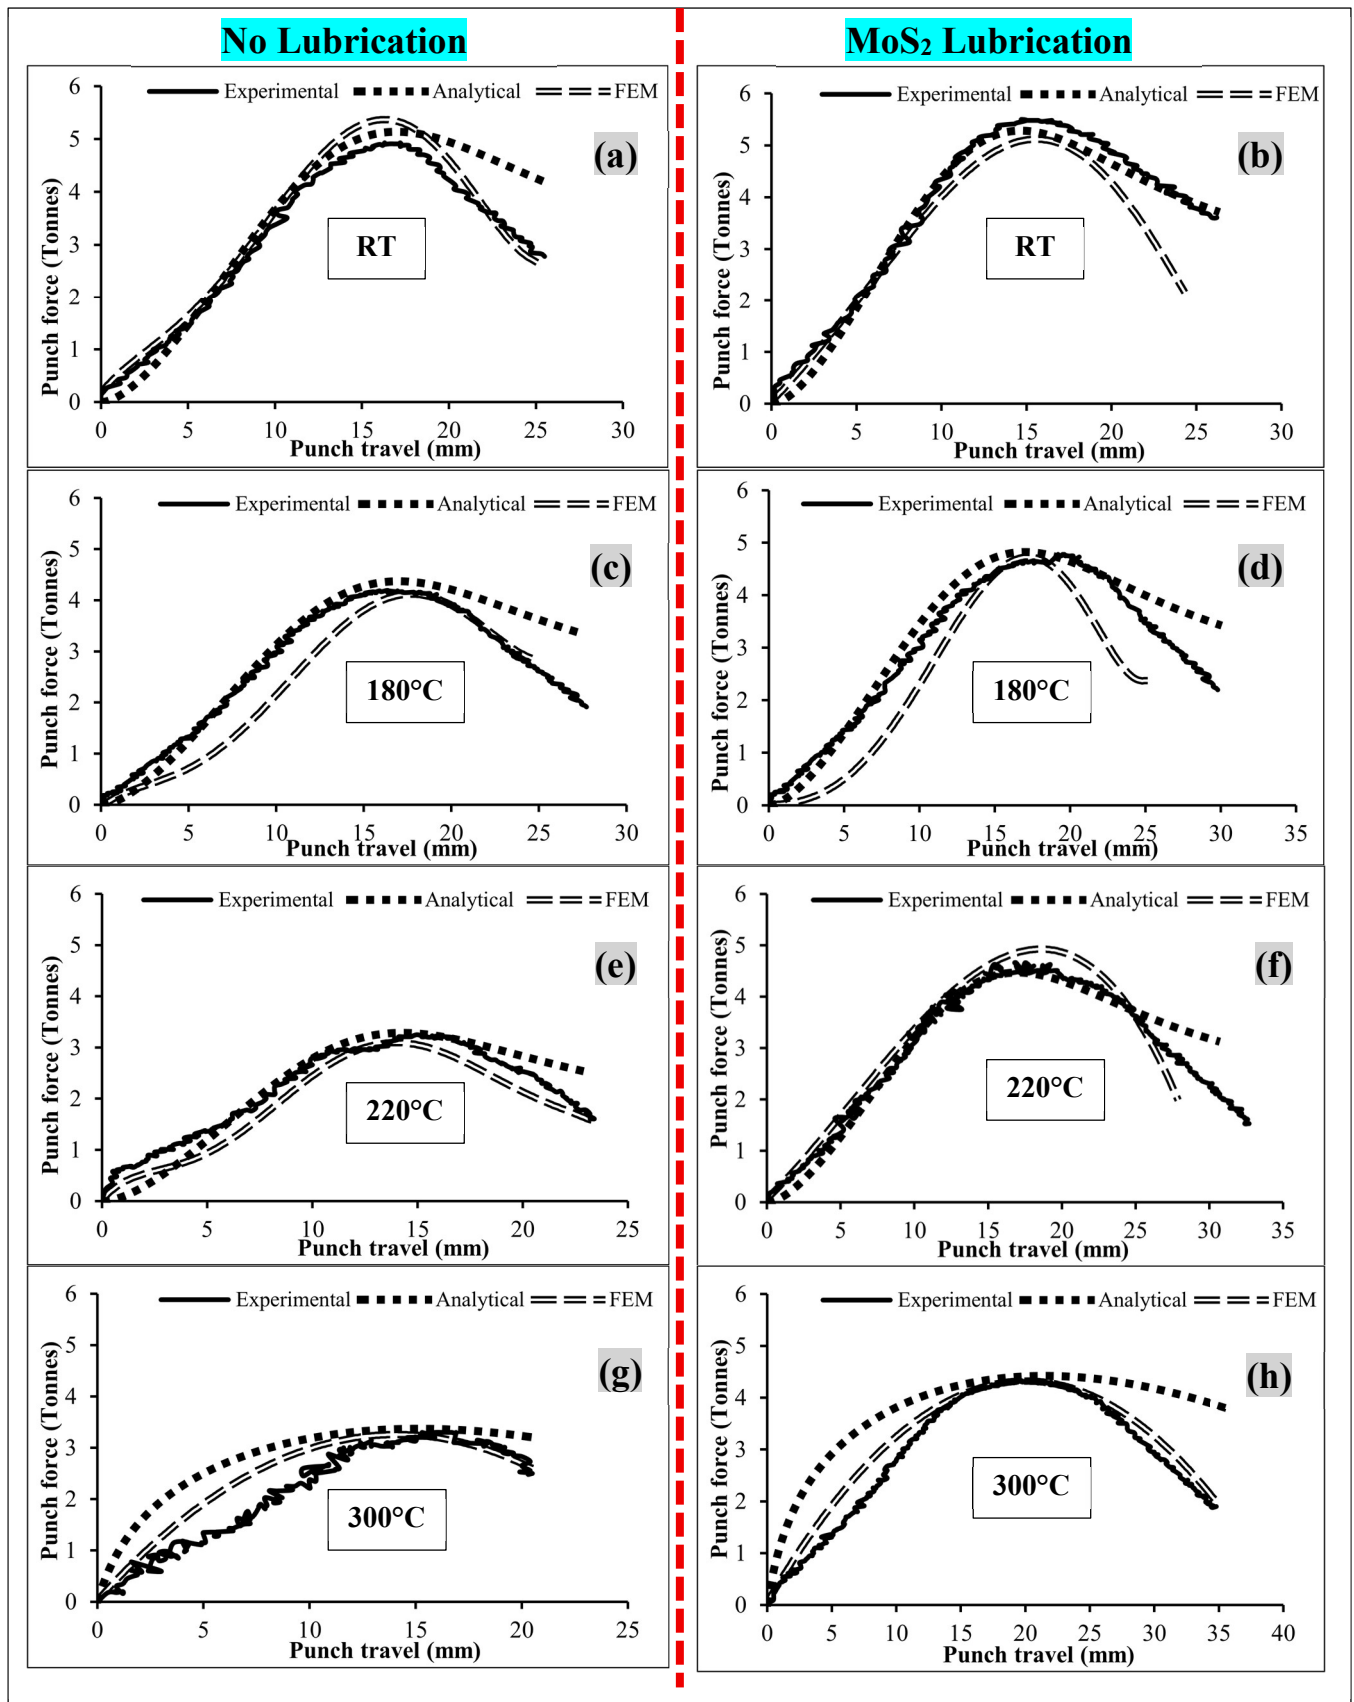 No Lubrication
MoS₂ Lubrication
Experimental Analytical FEM
(a)
RT
Punch force (Tonnes)
6
5
4
3
2
1
0
0 5 10 15 20 25 30
Punch travel (mm)
Experimental Analytical FEM
(b)
RT
Punch force (Tonnes)
6
5
4
3
2
1
0
0 5 10 15 20 25 30
Punch travel (mm)
Experimental Analytical FEM
(c)
180°C
Punch force (Tonnes)
6
5
4
3
2
1
0
0 5 10 15 20 25 30
Punch travel (mm)
Experimental Analytical FEM
(d)
180°C
Punch force (Tonnes)
6
5
4
3
2
1
0
0 5 10 15 20 25 30 35
Punch travel (mm)
Experimental Analytical FEM
(e)
220°C
Punch force (Tonnes)
6
5
4
3
2
1
0
0 5 10 15 20 25
Punch travel (mm)
Experimental Analytical FEM
(f)
220°C
Punch force (Tonnes)
6
5
4
3
2
1
0
0 5 10 15 20 25 30 35
Punch travel (mm)
Experimental Analytical FEM
(g)
300°C
Punch force (Tonnes)
6
5
4
3
2
1
0
0 5 10 15 20 25
Punch travel (mm)
Experimental Analytical FEM
(h)
300°C
Punch force (Tonnes)
6
5
4
3
2
1
0
0 5 10 15 20 25 30 35 40
Punch travel (mm)